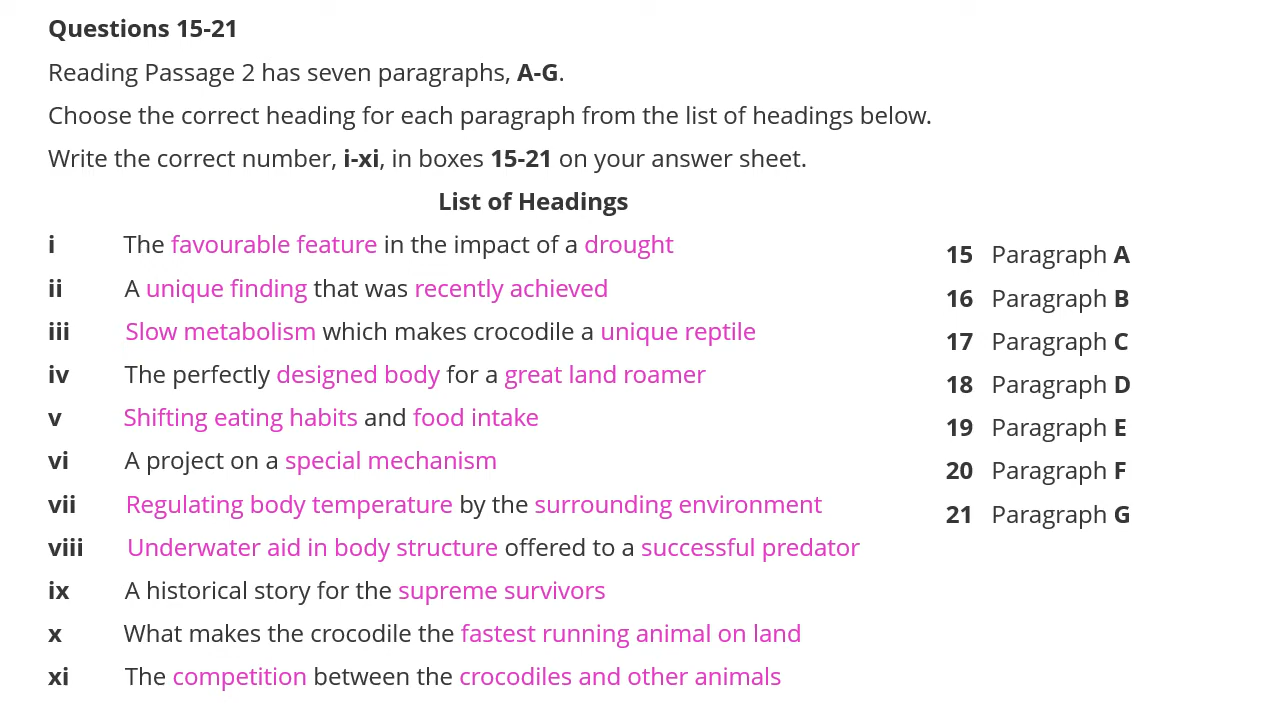 Questions 15-21
Reading Passage 2 has seven paragraphs, A-G.
Choose the correct heading for each paragraph from the list of headings below.
Write the correct number, i-xi, in boxes 15-21 on your answer sheet.
List of Headings
i The favourable feature in the impact of a drought
ii A unique finding that was recently achieved
iii Slow metabolism which makes crocodile a unique reptile
iv The perfectly designed body for a great land roamer
v Shifting eating habits and food intake
vi A project on a special mechanism
vii Regulating body temperature by the surrounding environment
viii Underwater aid in body structure offered to a successful predator
ix A historical story for the supreme survivors
x What makes the crocodile the fastest running animal on land
xi The competition between the crocodiles and other animals
15 Paragraph A
16 Paragraph B
17 Paragraph C
18 Paragraph D
19 Paragraph E
20 Paragraph F
21 Paragraph G